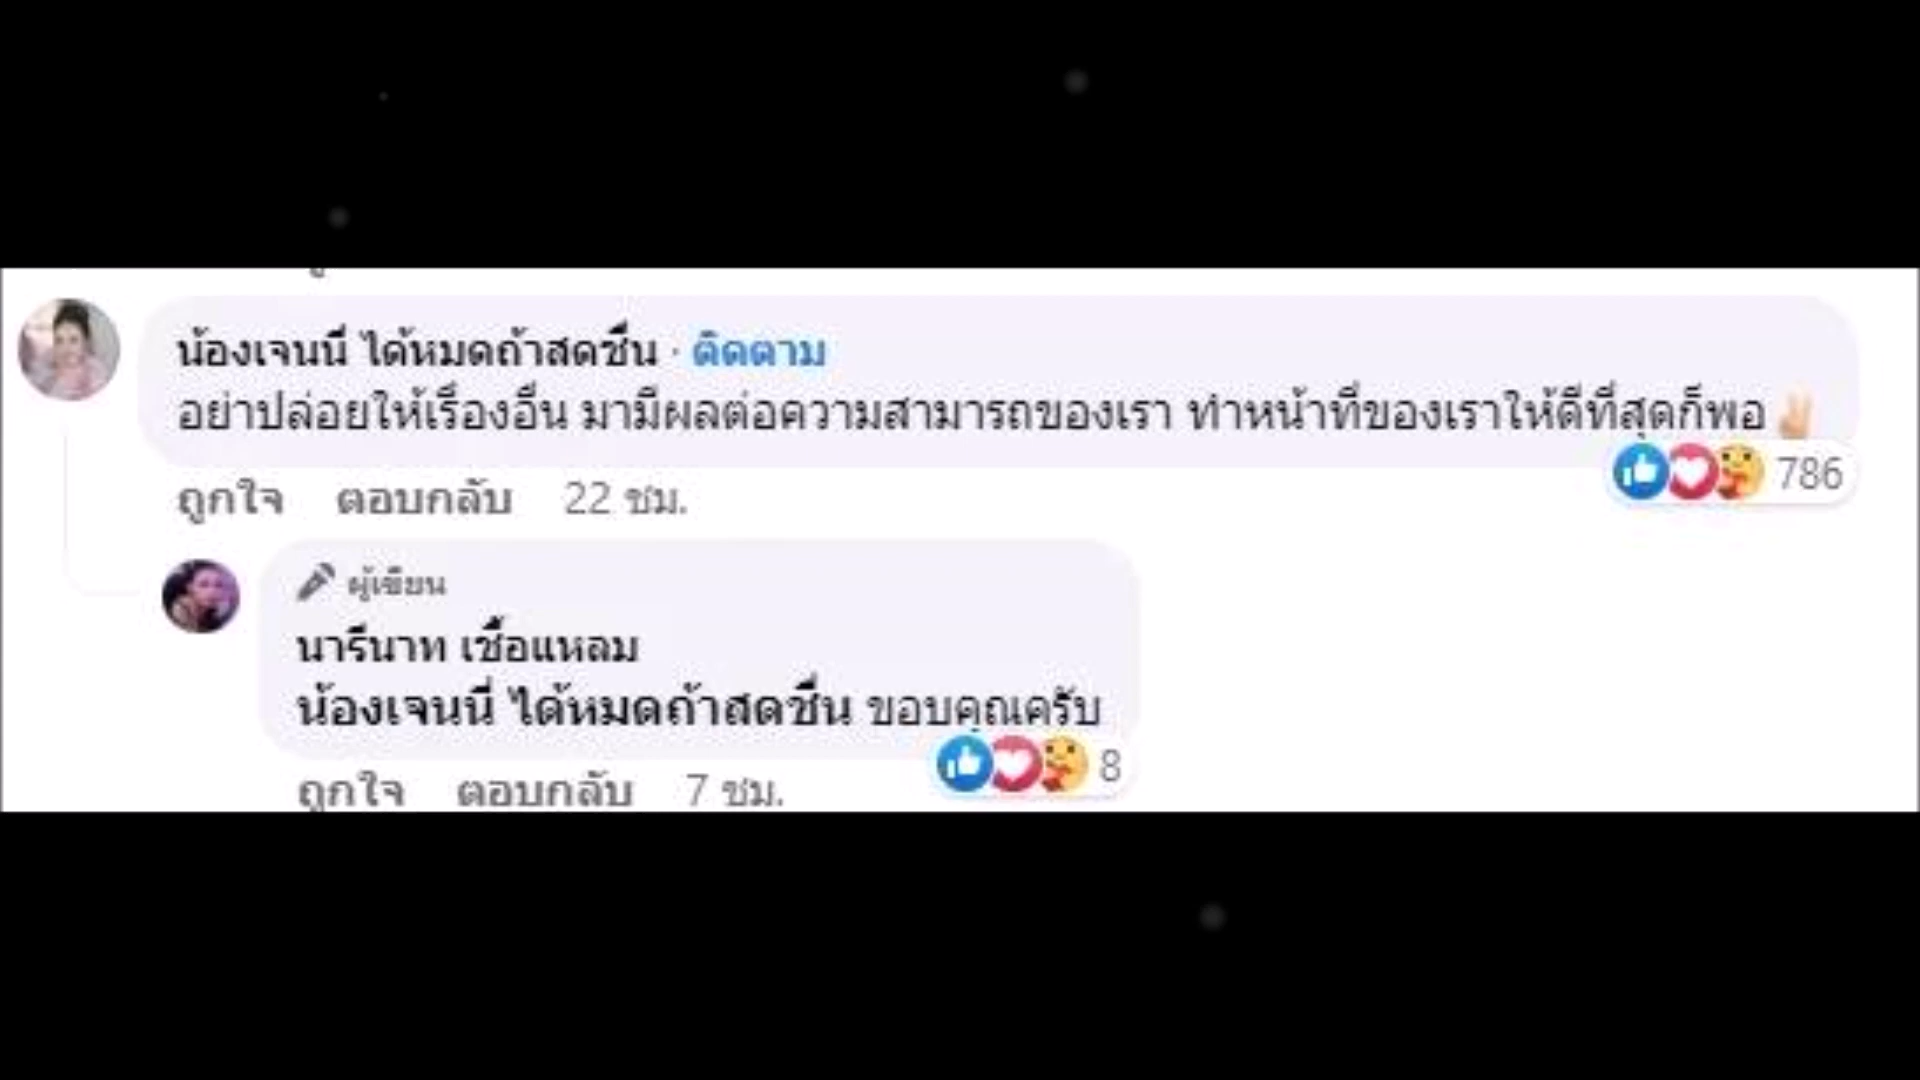 น้องเจนนี่ ได้หมดถ้าสดชื่น · ติดตาม
อย่าปล่อยให้เรื่องอื่น มามีผลต่อความสามารถของเรา ทำหน้าที่ของเราให้ดีที่สุดก็พอ✌🏻
786
ถูกใจ ตอบกลับ 22 ชม.
ผู้เขียน
นารีนาท เชื้อแหลม
น้องเจนนี่ ได้หมดถ้าสดชื่น ขอบคุณครับ
8
ถูกใจ ตอบกลับ 7 ชม.